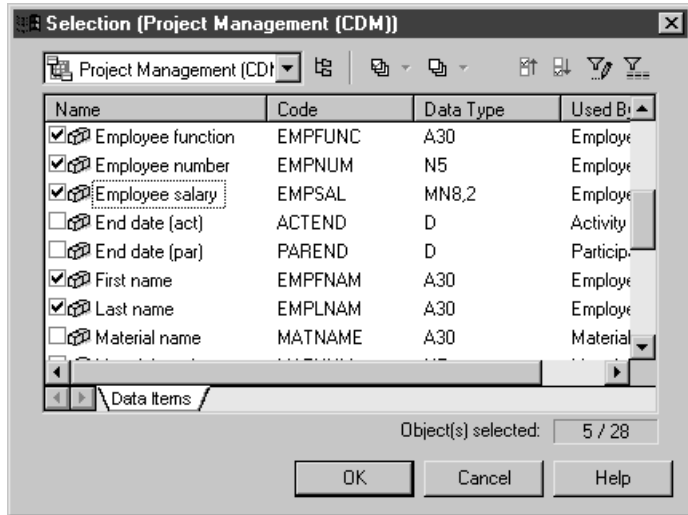 Selection (Project Management (CDM))
Project Management (CDM
Name Code Data Type Used By
Employee function EMPFUNC A30 Employe
Employee number EMPNUM N5 Employe
Employee salary EMPSAL MN8,2 Employe
End date (act) ACTEND D Activity
End date (par) PAREND D Particip
First name EMPFNAM A30 Employe
Last name EMPLNAM A30 Employe
Material name MATNAME A30 Material
Data Items
Object(s) selected: 5 / 28
OK Cancel Help